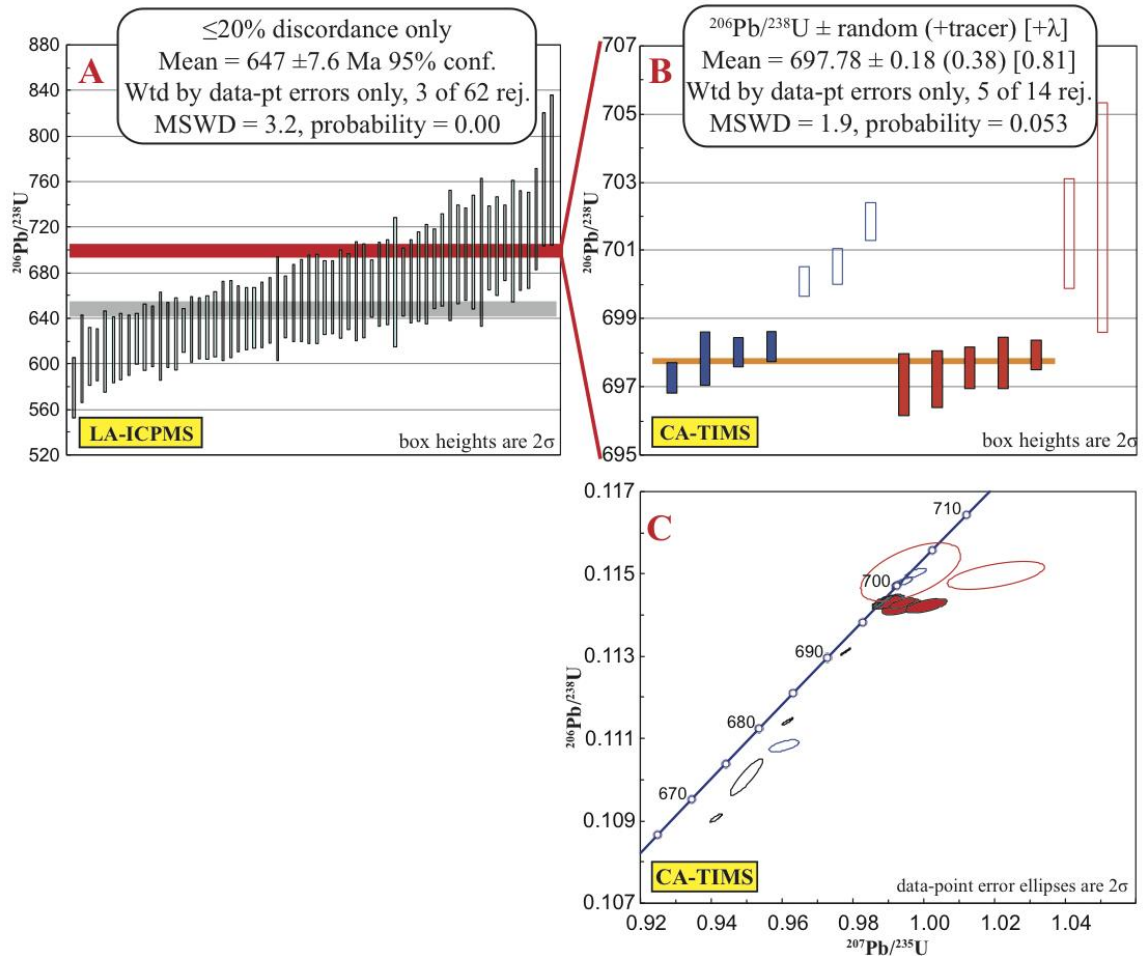 A
≤20% discordance only
Mean = 647 ±7.6 Ma 95% conf.
Wtd by data-pt errors only, 3 of 62 rej.
MSWD = 3.2, probability = 0.00
880
840
800
760
720
680
640
600
560
520
²⁰⁶Pb/²³⁸U
LA-ICPMS
box heights are 2σ
B
²⁰⁶Pb/²³⁸U ± random (+tracer) [+λ]
Mean = 697.78 ± 0.18 (0.38) [0.81]
Wtd by data-pt errors only, 5 of 14 rej.
MSWD = 1.9, probability = 0.053
707
705
703
701
699
697
695
²⁰⁶Pb/²³⁸U
CA-TIMS
box heights are 2σ
C
0.117
0.115
0.113
0.111
0.109
0.107
²⁰⁶Pb/²³⁸U
710
700
690
680
670
CA-TIMS
data-point error ellipses are 2σ
0.92
0.94
0.96
0.98
1.00
1.02
1.04
²⁰⁷Pb/²³⁵U